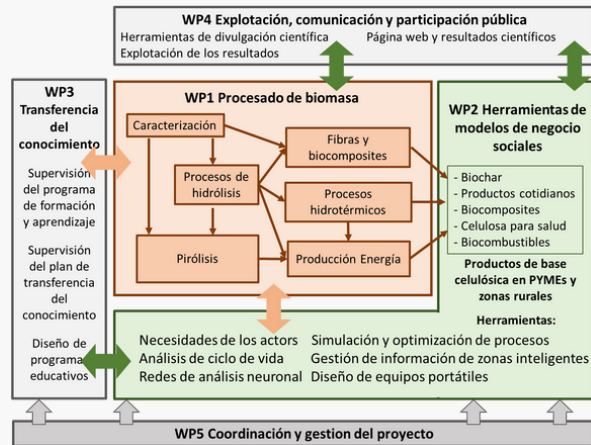 WP4 Explotación, comunicación y participación pública
Herramientas de divulgación científica
Página web y resultados científicos
Explotación de los resultados
WP3
Transferencia
del
conocimiento
Supervisión
del programa
de formación
y aprendizaje
Supervisión
del plan de
transferencia
del
conocimiento
Diseño de
programa
educativos
WP1 Procesado de biomasa
Caracterización
Fibras y
biocomposites
Procesos
de hidrólisis
Procesos
hidrotérmicos
Pirólisis
Producción Energía
WP2 Herramientas de
modelos de negocio
sociales
- Biochar
- Productos cotidianos
- Biocomposites
- Celulosa para salud
- Biocombustibles
Productos de base
celulósica en PYMEs y
zonas rurales
Herramientas:
Necesidades de los actors
Simulación y optimización de procesos
Análisis de ciclo de vida
Gestión de información de zonas inteligentes
Redes de análisis neuronal
Diseño de equipos portátiles
WP5 Coordinación y gestion del proyecto